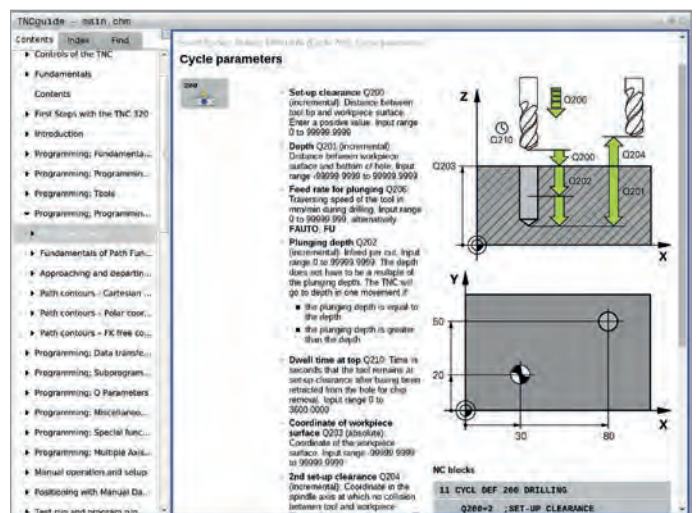 TNCguide - main.chm
Contents Index Find
Controls of the TNC
Fundamentals
Contents
First Steps with the TNC 320
Introduction
Programming: Fundamenta...
Programming: Programmin...
Programming: Tools
Programming: Programmin...
Fundamentals of Path Fun...
Approaching and departin...
Path contours - Cartesian ...
Path contours - Polar coor...
Path contours - FK free co...
Programming: Data transfe...
Programming: Subprogram...
Programming: Q Parameters
Programming: Miscellaneo...
Programming: Special func...
Programming: Multiple Axis...
Manual operation and setup
Positioning with Manual Da...
Test run and program run
Cycle parameters
200
Set-up clearance Q200
(incremental): Distance between
tool tip and workpiece surface.
Enter a positive value. Input range
0 to 99999.9999
Depth Q201 (incremental):
Distance between workpiece
surface and bottom of hole. Input
range -99999.9999 to 99999.9999
Feed rate for plunging Q206:
Traversing speed of the tool in
mm/min during drilling. Input range
0 to 99999.999, alternatively
FAUTO, FU
Plunging depth Q202
(incremental): Infeed per cut. Input
range 0 to 99999.9999. The depth
does not have to be a multiple of
the plunging depth. The TNC will
go to depth in one movement if:
the plunging depth is equal to
the depth
the plunging depth is greater
than the depth
Dwell time at top Q210: Time in
seconds that the tool remains at
set-up clearance after having been
retracted from the hole for chip
removal. Input range 0 to
3600.0000
Coordinate of workpiece
surface Q203 (absolute):
Coordinate of the workpiece
surface. Input range -99999.9999
to 99999.9999
2nd set-up clearance Q204
(incremental): Coordinate in the
spindle axis at which no collision
between tool and workpiece
Z
Q206
Q210
Q200
Q204
Q203
Q202
Q201
X
Y
50
20
X
30
80
NC blocks
11 CYCL DEF 200 DRILLING
Q200=2 ;SET-UP CLEARANCE